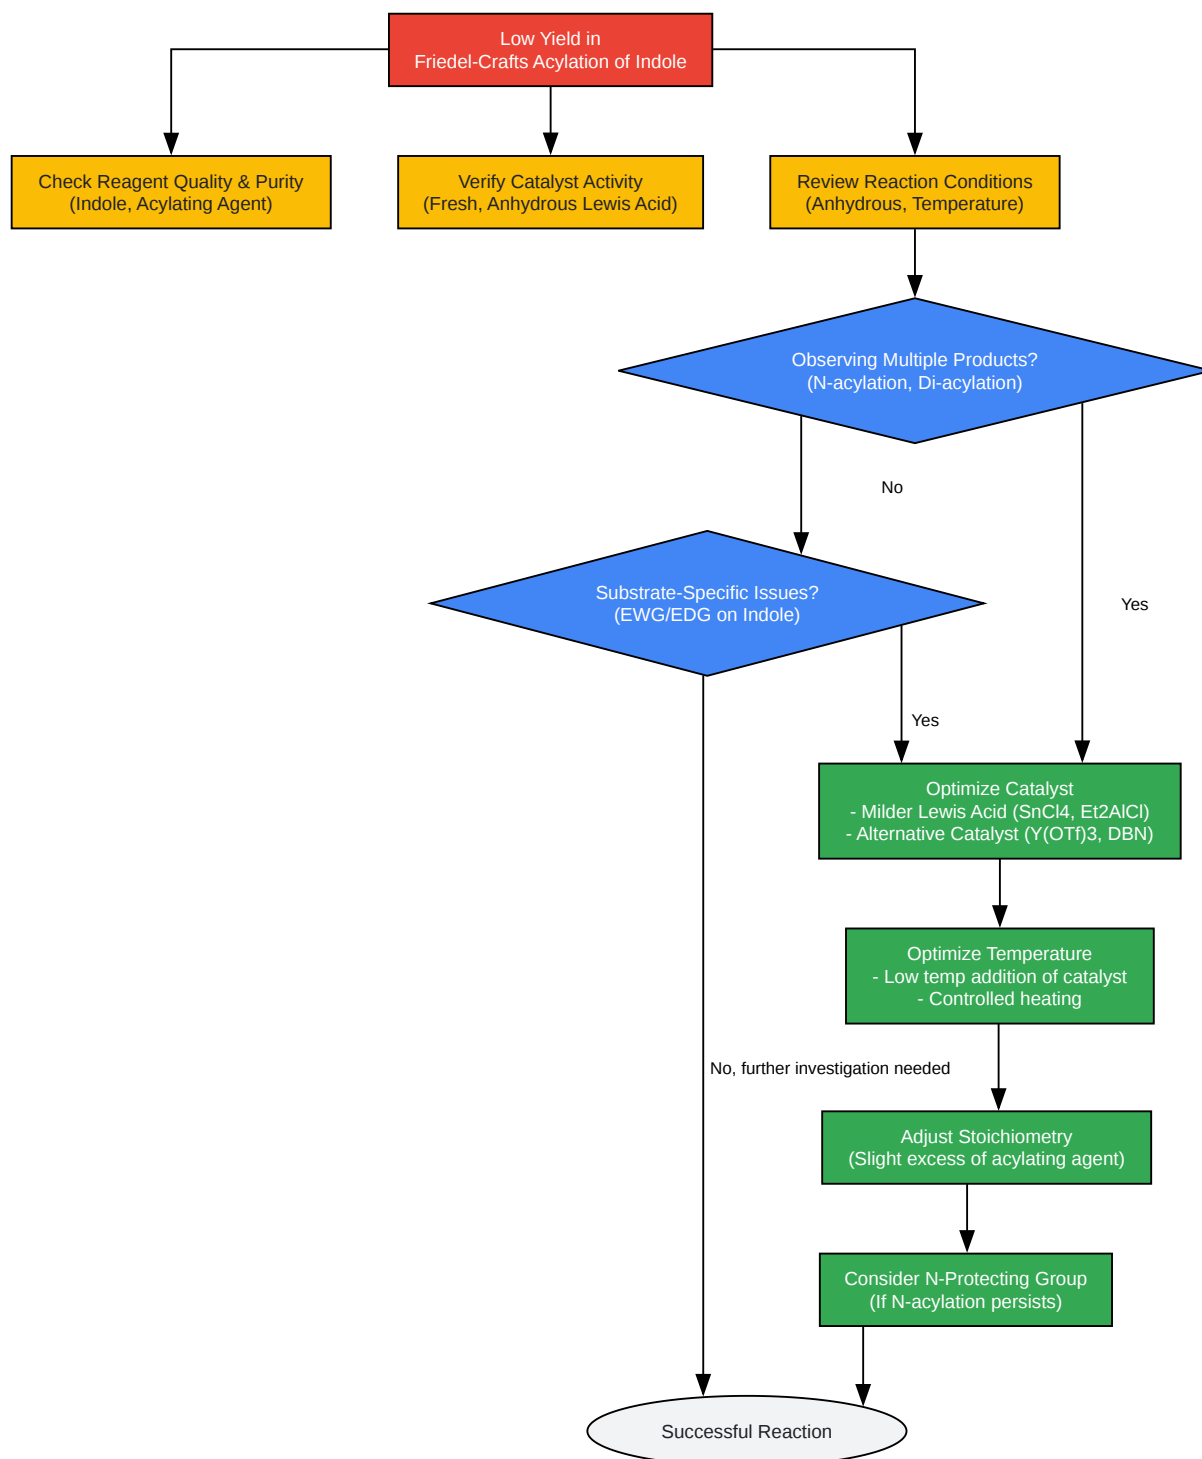 Low Yield in
Friedel-Crafts Acylation of Indole
Check Reagent Quality & Purity
(Indole, Acylating Agent)
Verify Catalyst Activity
(Fresh, Anhydrous Lewis Acid)
Review Reaction Conditions
(Anhydrous, Temperature)
Observing Multiple Products?
(N-acylation, Di-acylation)
No
Substrate-Specific Issues?
(EWG/EDG on Indole)
Yes
Yes
Optimize Catalyst
- Milder Lewis Acid (SnCl4, Et2AlCl)
- Alternative Catalyst (Y(OTf)3, DBN)
Optimize Temperature
- Low temp addition of catalyst
- Controlled heating
No, further investigation needed
Adjust Stoichiometry
(Slight excess of acylating agent)
Consider N-Protecting Group
(If N-acylation persists)
Successful Reaction